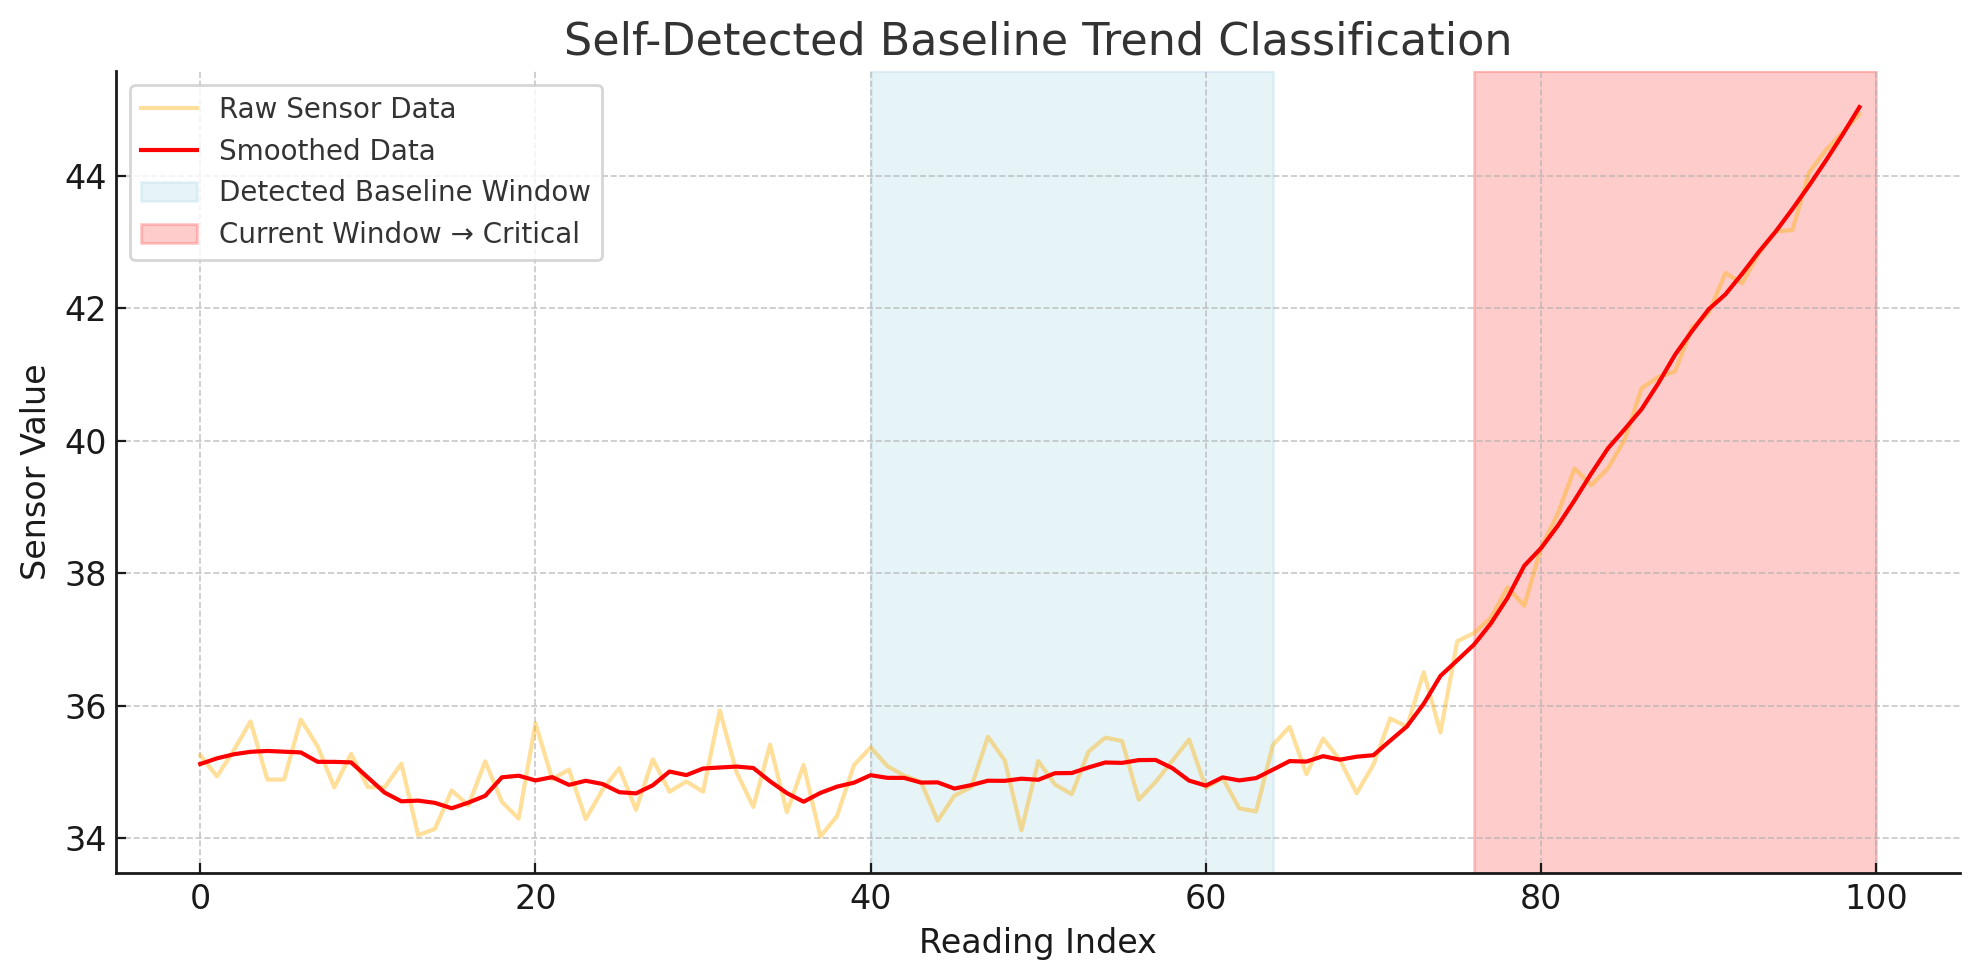 Self-Detected Baseline Trend Classification
Raw Sensor Data
Smoothed Data
Detected Baseline Window
Current Window → Critical
Sensor Value
44
42
40
38
36
34
0 20 40 60 80 100
Reading Index